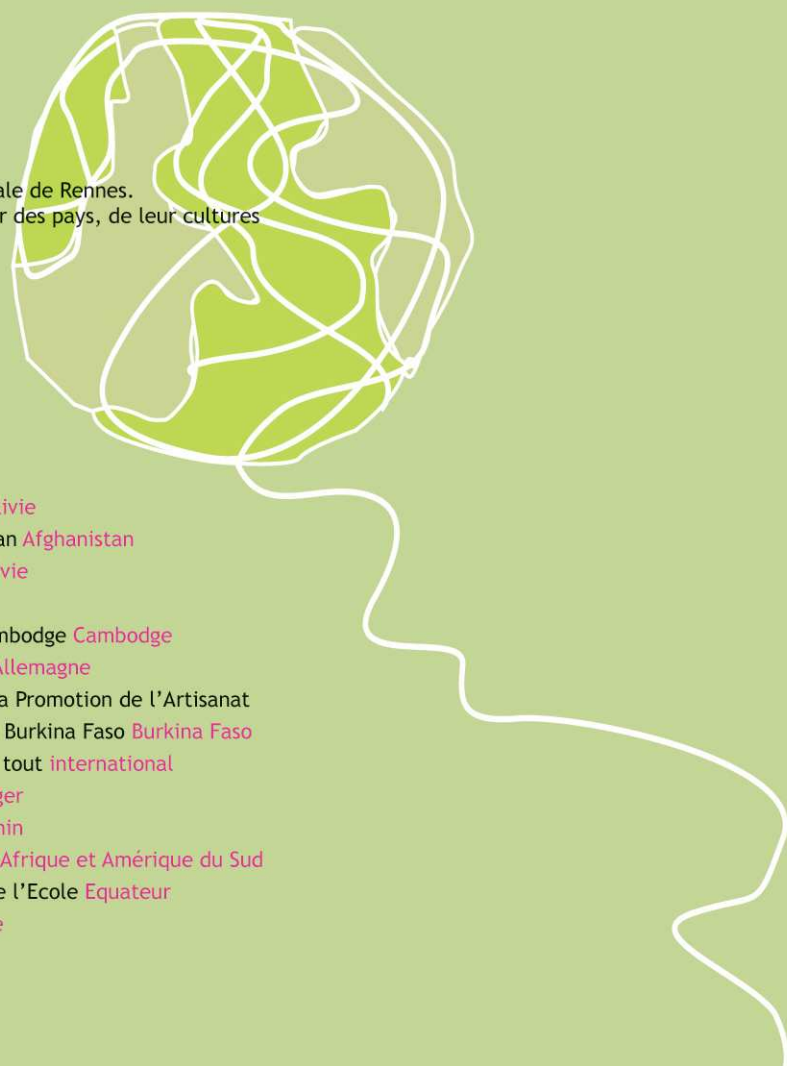 ale de Rennes.
r des pays, de leur cultures
ivie
an Afghanistan
vie
mbodge Cambodge
Allemagne
a Promotion de l'Artisanat
Burkina Faso Burkina Faso
tout international
ger
nin
Afrique et Amérique du Sud
e l'Ecole Equateur
e